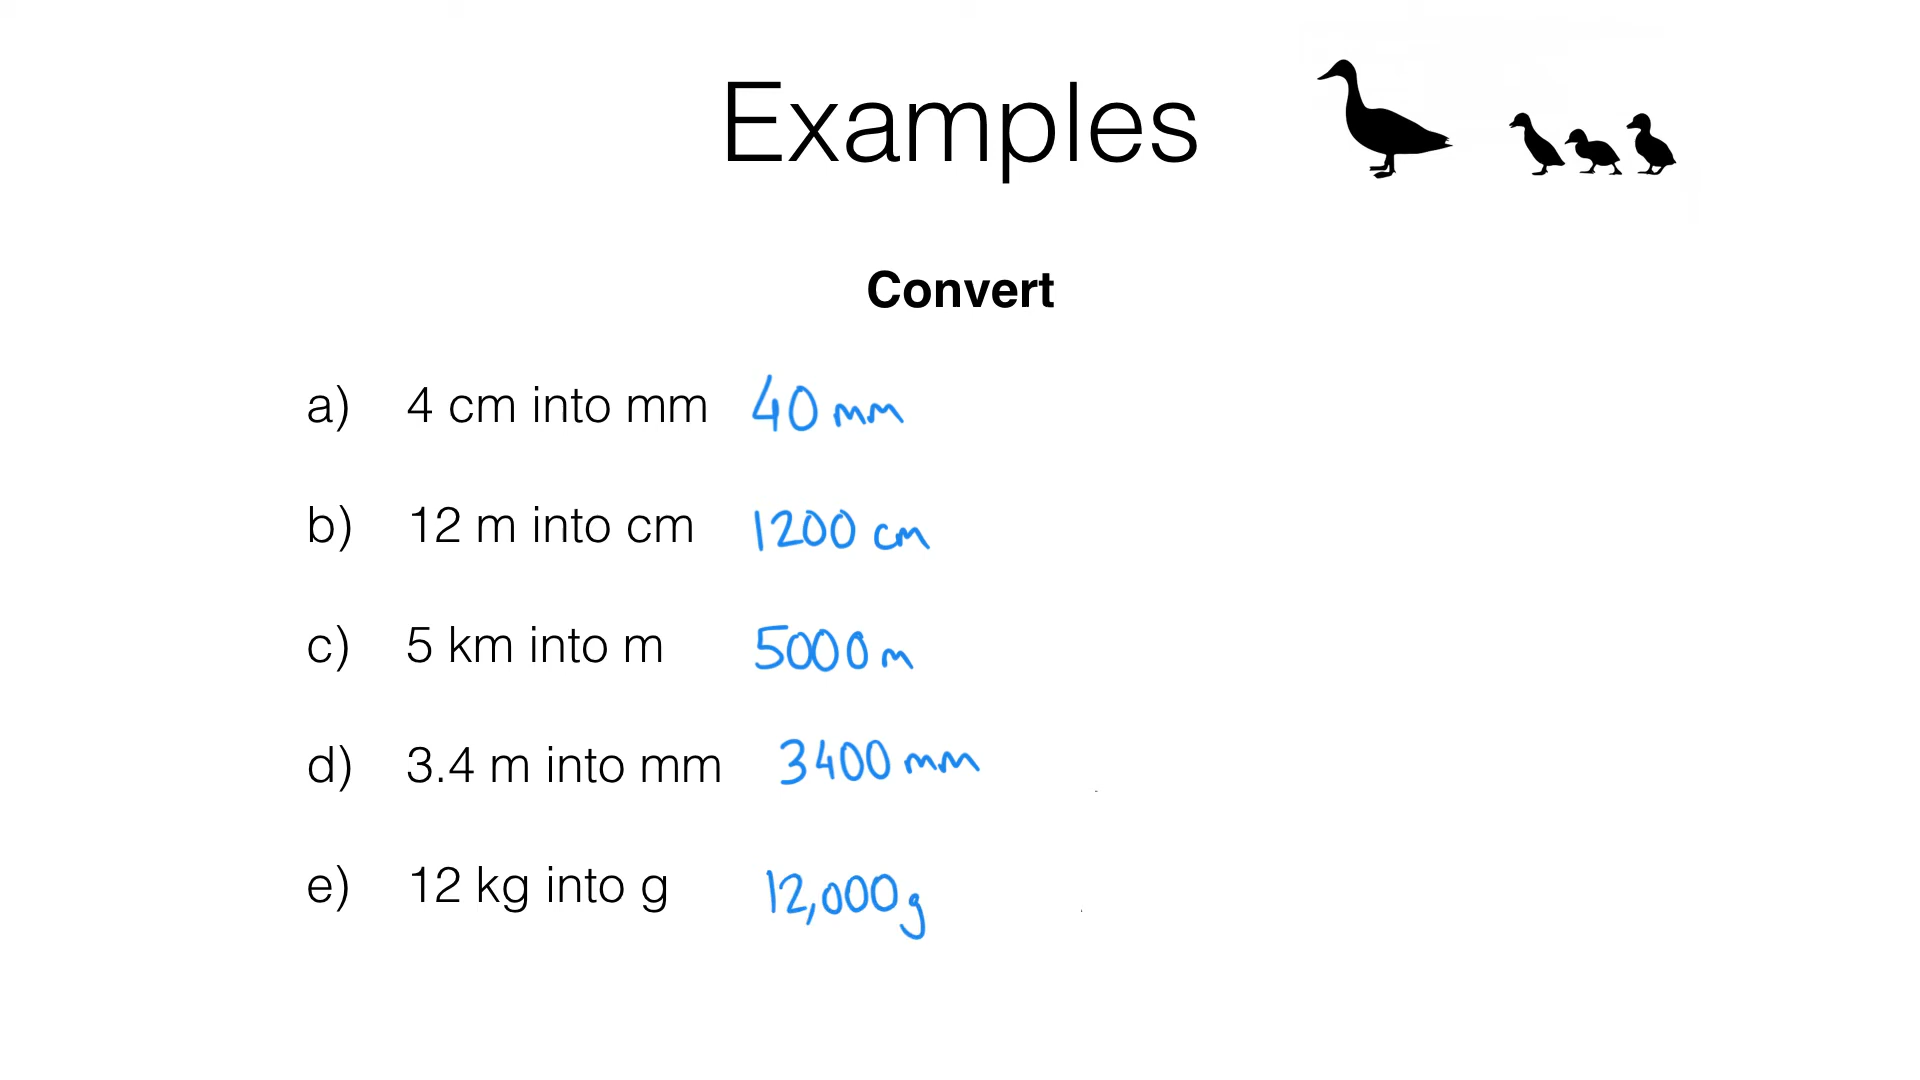 Examples
Convert
a) 4 cm into mm 40 mm
b) 12 m into cm 1200 cm
c) 5 km into m 5000 m
d) 3.4 m into mm 3400 mm
e) 12 kg into g 12,000 g